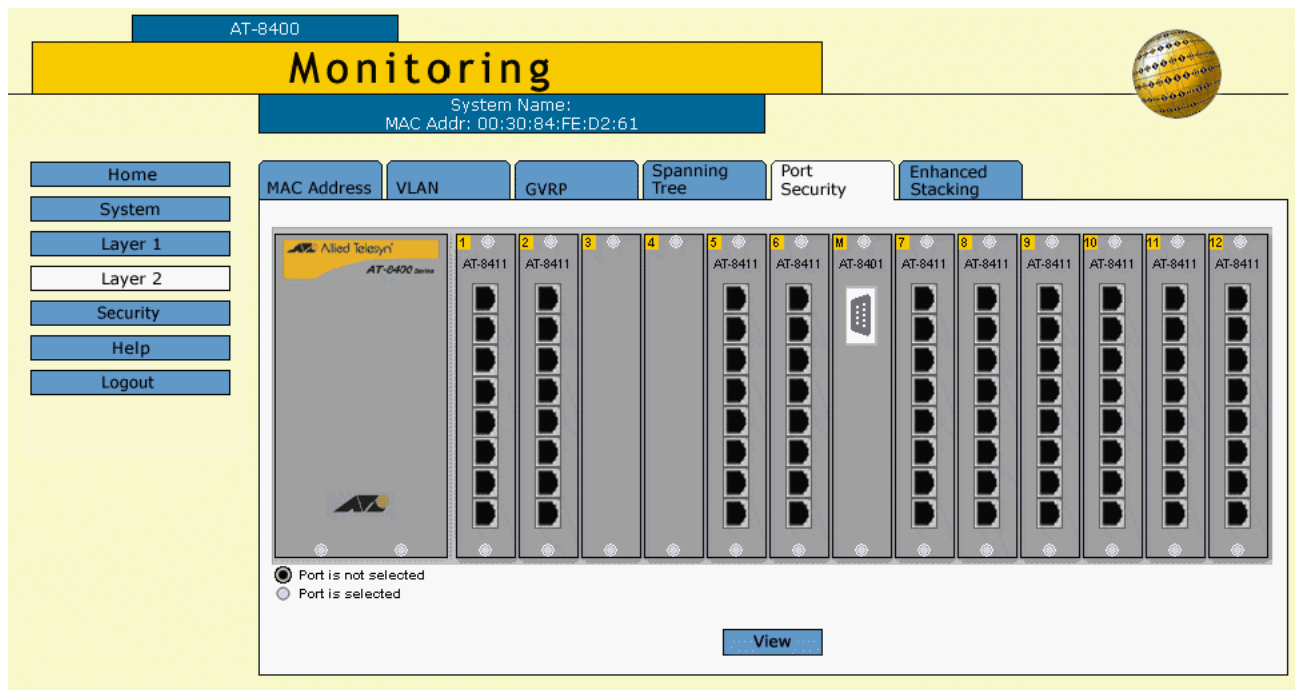 AT-8400
Monitoring
System Name:
MAC Addr: 00:30:84:FE:D2:61
Home
System
Layer 1
Layer 2
Security
Help
Logout
MAC Address
VLAN
GVRP
Spanning
Tree
Port
Security
Enhanced
Stacking
Allied Telesyn
AT-8400 Series
1 2 3 4 5 6 M 7 8 9 10 11 12
AT-8411 AT-8411 AT-8411 AT-8411 AT-8401 AT-8411 AT-8411 AT-8411 AT-8411 AT-8411 AT-8411
Port is not selected
Port is selected
View